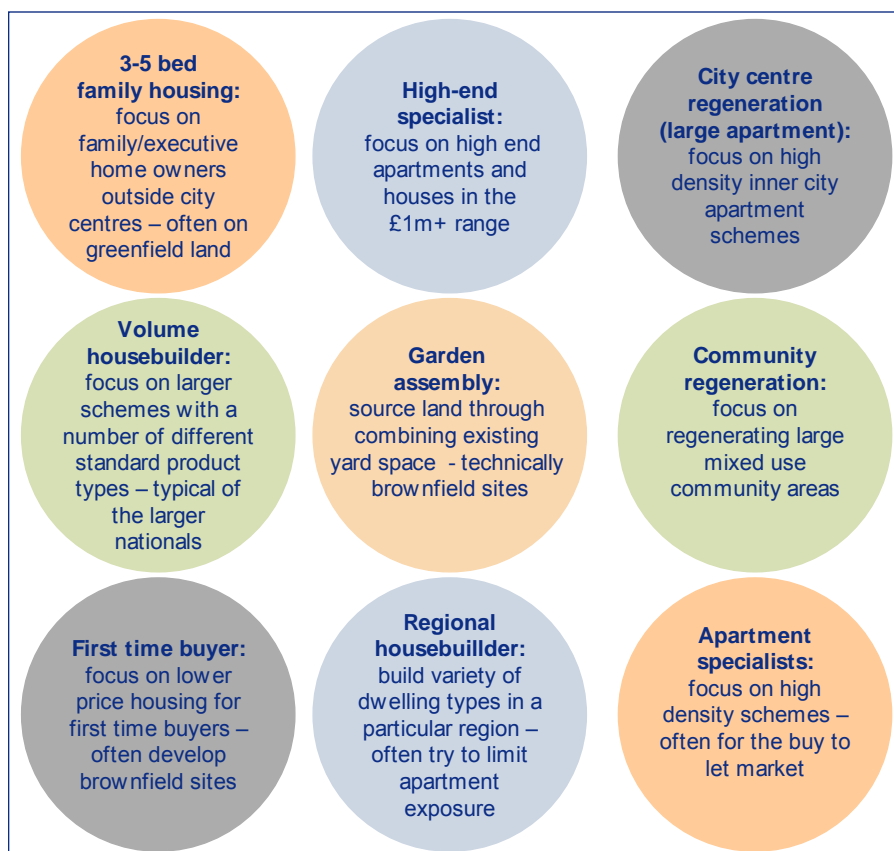 3-5 bed
family housing:
focus on
family/executive
home owners
outside city
centres – often on
greenfield land
High-end
specialist:
focus on high end
apartments and
houses in the
£1m+ range
City centre
regeneration
(large apartment):
focus on high
density inner city
apartment
schemes
Volume
housebuilder:
focus on larger
schemes with a
number of different
standard product
types – typical of
the larger
nationals
Garden
assembly:
source land through
combining existing
yard space - technically
brownfield sites
Community
regeneration:
focus on
regenerating large
mixed use
community areas
First time buyer:
focus on lower
price housing for
first time buyers –
often develop
brownfield sites
Regional
housebuillder:
build variety of
dwelling types in a
particular region –
often try to limit
apartment
exposure
Apartment
specialists:
focus on high
density schemes –
often for the buy to
let market